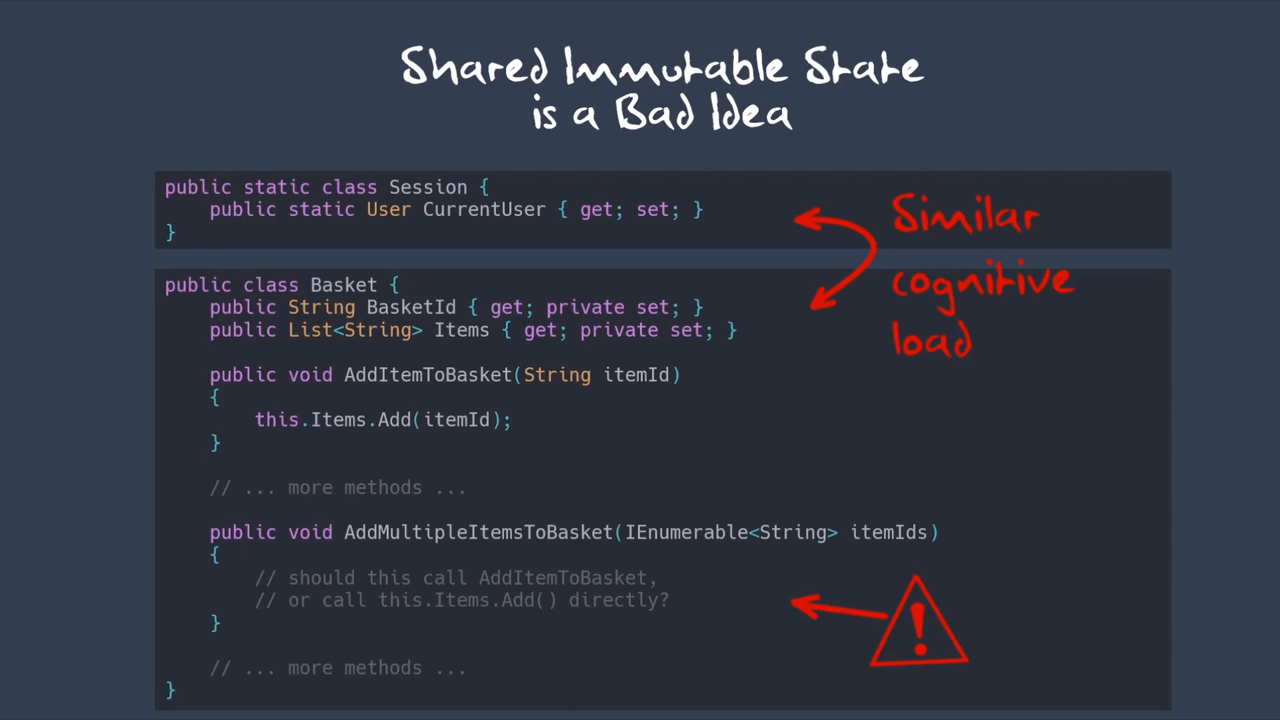 Shared Immutable State
is a Bad Idea
public static class Session {
    public static User CurrentUser { get; set; }
}
Similar
cognitive
load
public class Basket {
    public String BasketId { get; private set; }
    public List<String> Items { get; private set; }
    public void AddItemToBasket(String itemId)
    {
        this.Items.Add(itemId);
    }
    // ... more methods ...
    public void AddMultipleItemsToBasket(IEnumerable<String> itemIds)
    {
        // should this call AddItemToBasket,
        // or call this.Items.Add() directly?
    }
    // ... more methods ...
}
!